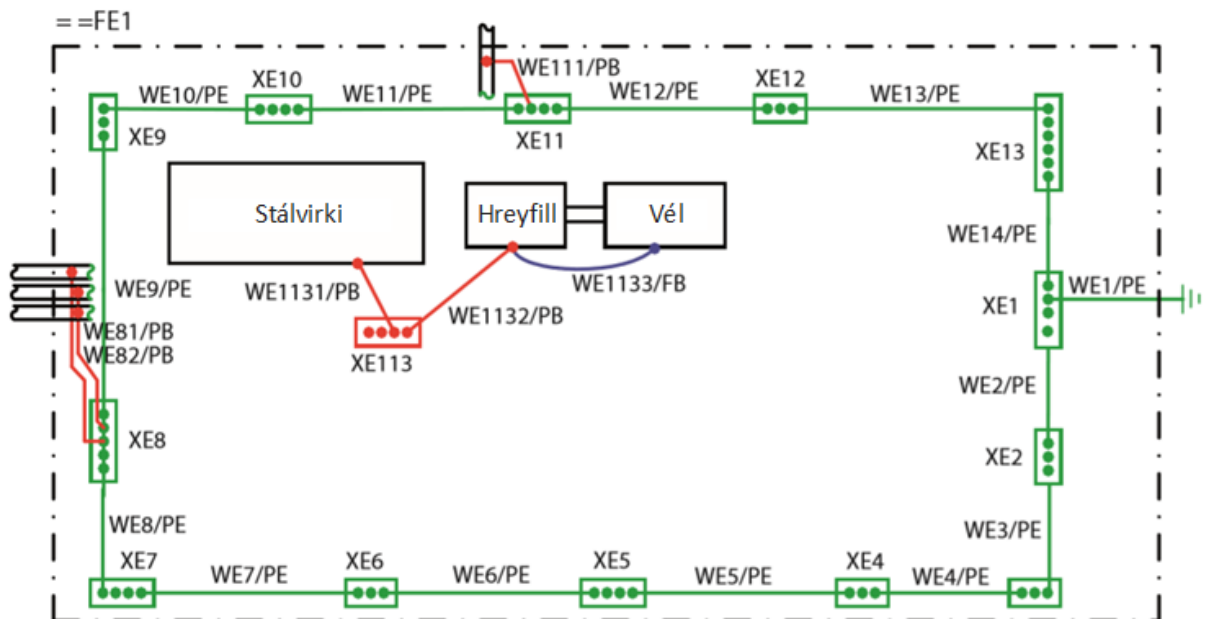 = =FE1
WE10/PE
XE10
WE11/PE
WE111/PB
WE12/PE
XE12
WE13/PE
XE9
XE11
XE13
Stálvirki
Hreyfill
Vél
WE14/PE
WE9/PE
WE1131/PB
WE1133/FB
WE1/PE
XE1
WE1132/PB
WE81/PB
WE82/PB
XE113
WE2/PE
XE8
XE2
WE8/PE
WE3/PE
XE7
WE7/PE
XE6
WE6/PE
XE5
WE5/PE
XE4
WE4/PE